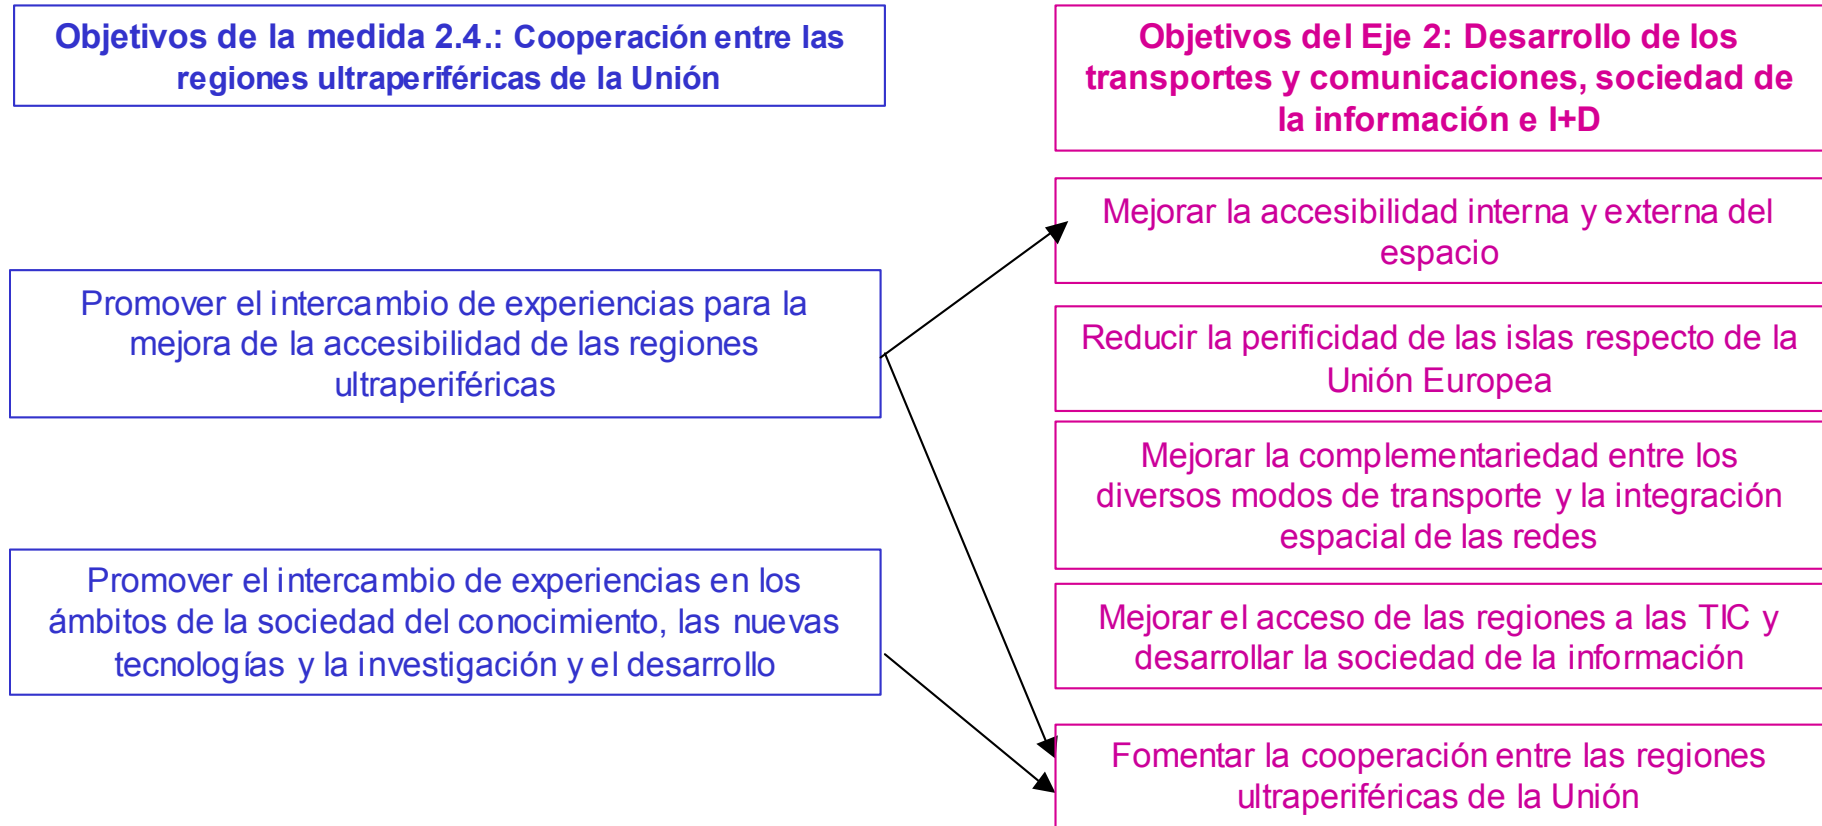 Objetivos de la medida 2.4.: Cooperación entre las
regiones ultraperiféricas de la Unión
Promover el intercambio de experiencias para la
mejora de la accesibilidad de las regiones
ultraperiféricas
Promover el intercambio de experiencias en los
ámbitos de la sociedad del conocimiento, las nuevas
tecnologías y la investigación y el desarrollo
Objetivos del Eje 2: Desarrollo de los
transportes y comunicaciones, sociedad de
la información e I+D
Mejorar la accesibilidad interna y externa del
espacio
Reducir la perificidad de las islas respecto de la
Unión Europea
Mejorar la complementariedad entre los
diversos modos de transporte y la integración
espacial de las redes
Mejorar el acceso de las regiones a las TIC y
desarrollar la sociedad de la información
Fomentar la cooperación entre las regiones
ultraperiféricas de la Unión